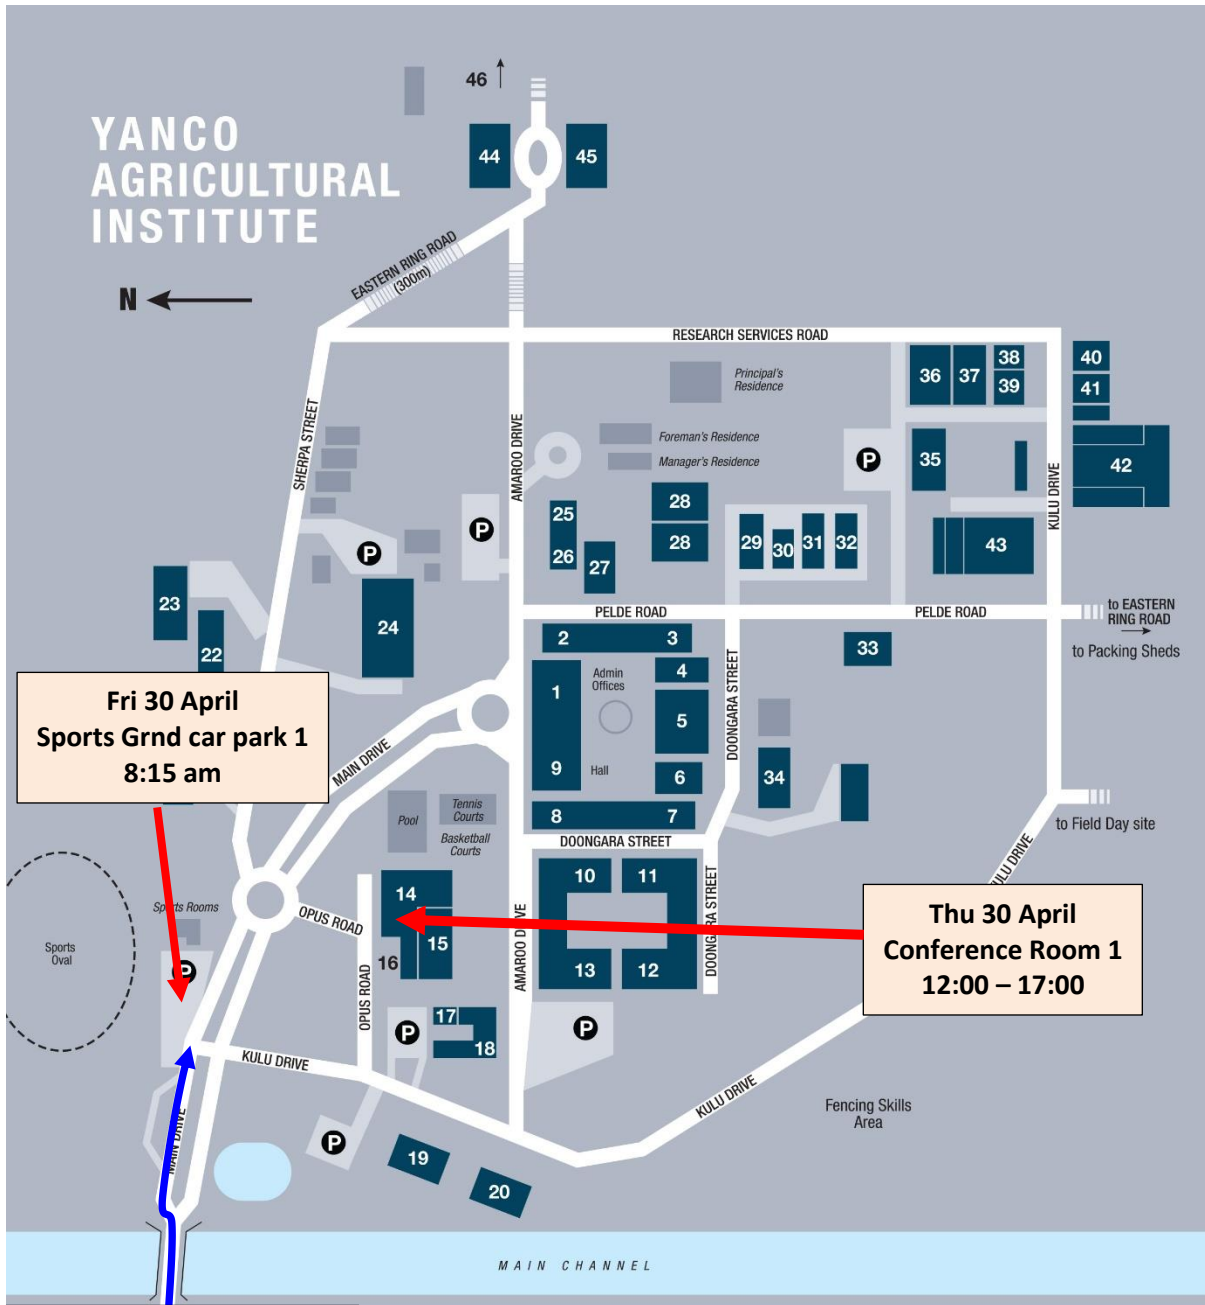 46
YANCO
AGRICULTURAL
INSTITUTE
44
45
N
EASTERN RING ROAD
(300m)
RESEARCH SERVICES ROAD
Principal's
Residence
36
37
38
39
40
41
SHERPA STREET
AMAROO DRIVE
Foreman's Residence
Manager's Residence
P
35
42
KULU DRIVE
P
P
25
26
27
28
28
29
30
31
32
43
23
22
24
PELDE ROAD
PELDE ROAD
to EASTERN
RING ROAD
to Packing Sheds
2
3
33
Fri 30 April
Sports Grnd car park 1
8:15 am
1
Admin
Offices
4
5
DOONGARA STREET
MAIN DRIVE
9
Hall
6
34
Pool
Tennis
Courts
Basketball
Courts
8
7
DOONGARA STREET
to Field Day site
KULU DRIVE
Sports Rooms
OPUS ROAD
14
15
16
10
11
13
12
AMAROO DRIVE
DOONGARA STREET
Thu 30 April
Conference Room 1
12:00 – 17:00
Sports
Oval
P
OPUS ROAD
P
17
18
P
KULU DRIVE
KULU DRIVE
Fencing Skills
Area
MAIN DRIVE
P
19
20
MAIN CHANNEL